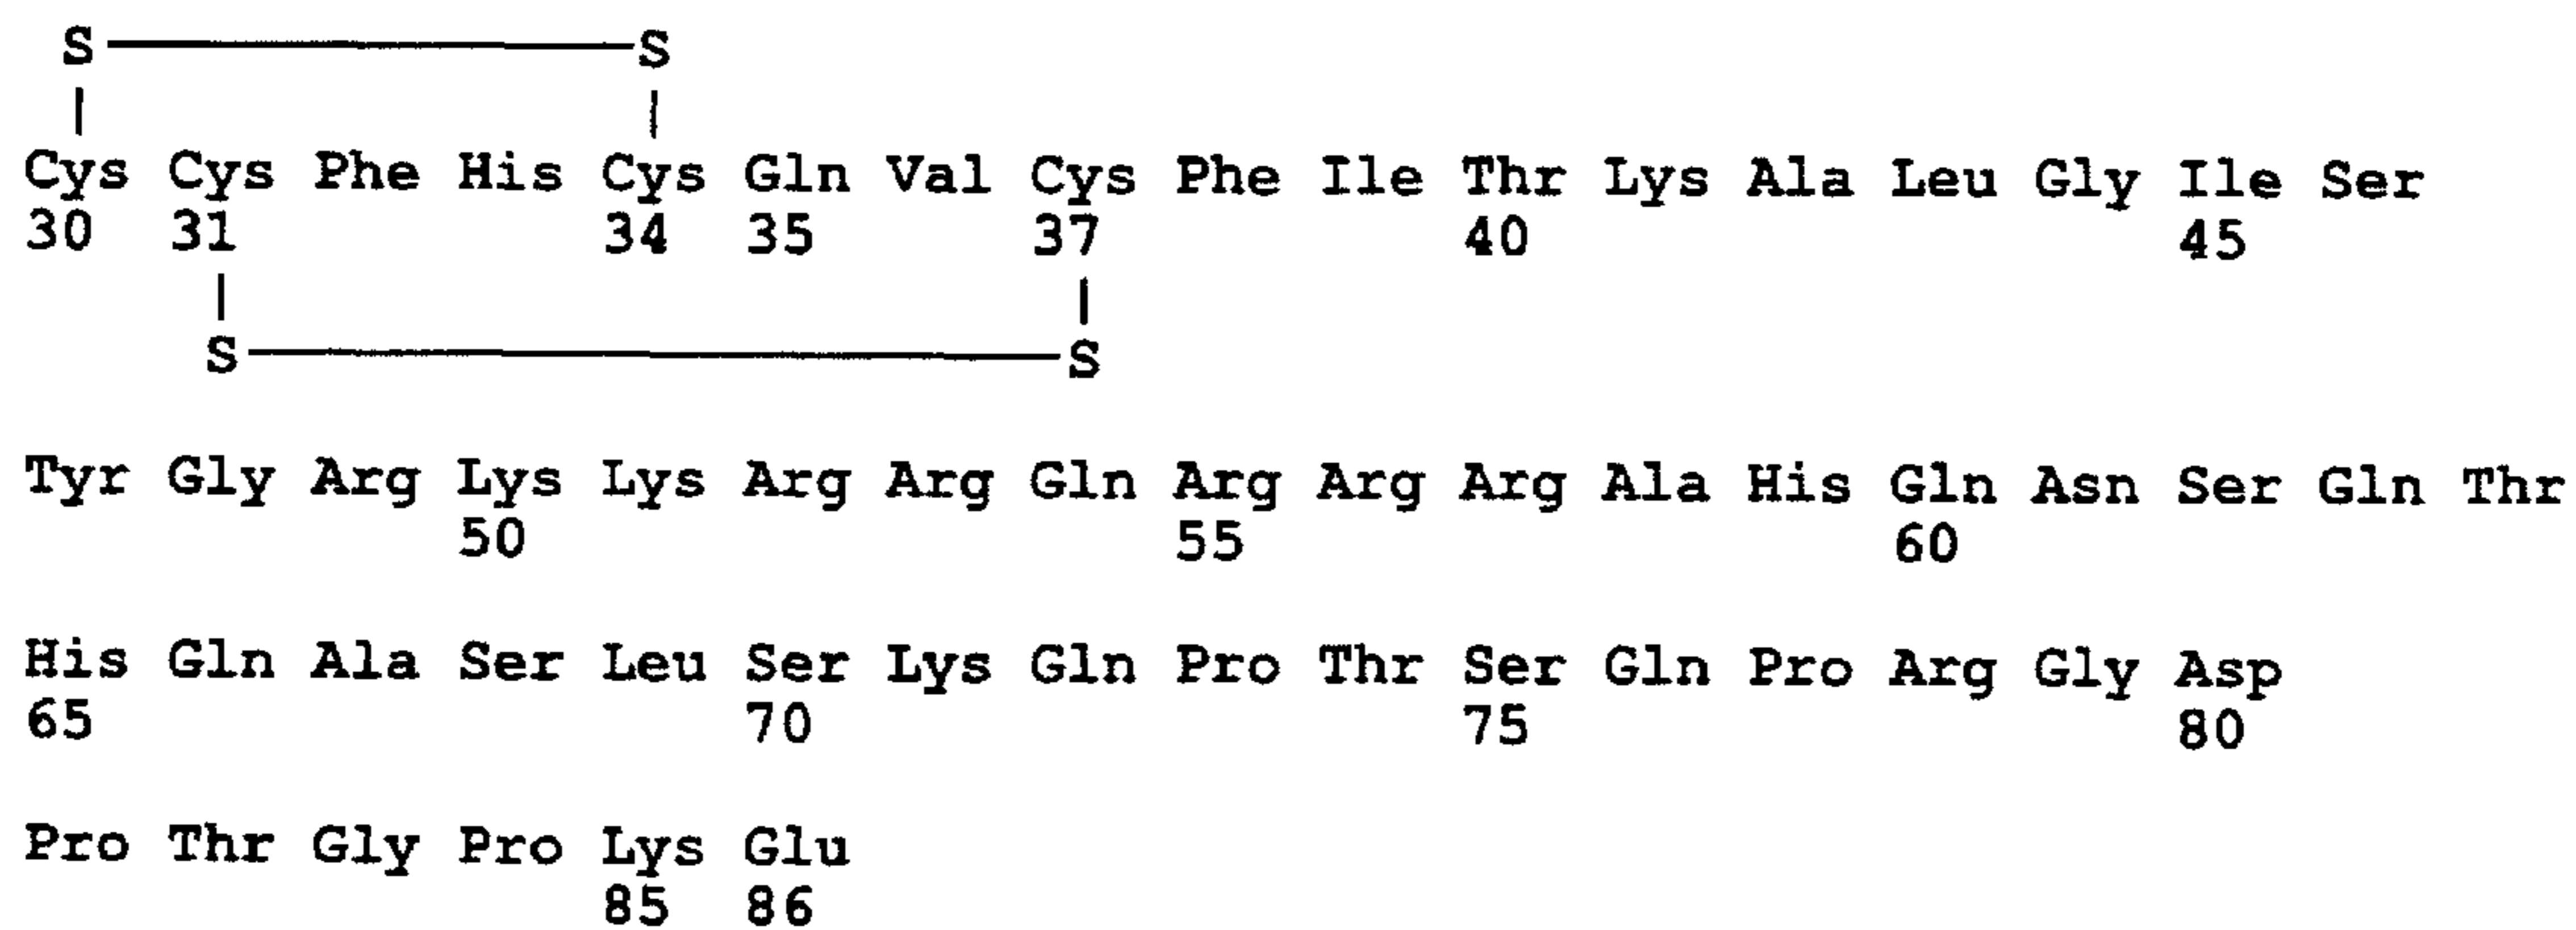 S S
Cys Cys Phe His Cys Gln Val Cys Phe Ile Thr Lys Ala Leu Gly Ile Ser
30 31 34 35 37 40 45
S S
Tyr Gly Arg Lys Lys Arg Arg Gln Arg Arg Arg Ala His Gln Asn Ser Gln Thr
50 55 60
His Gln Ala Ser Leu Ser Lys Gln Pro Thr Ser Gln Pro Arg Gly Asp
65 70 75 80
Pro Thr Gly Pro Lys Glu
85 86